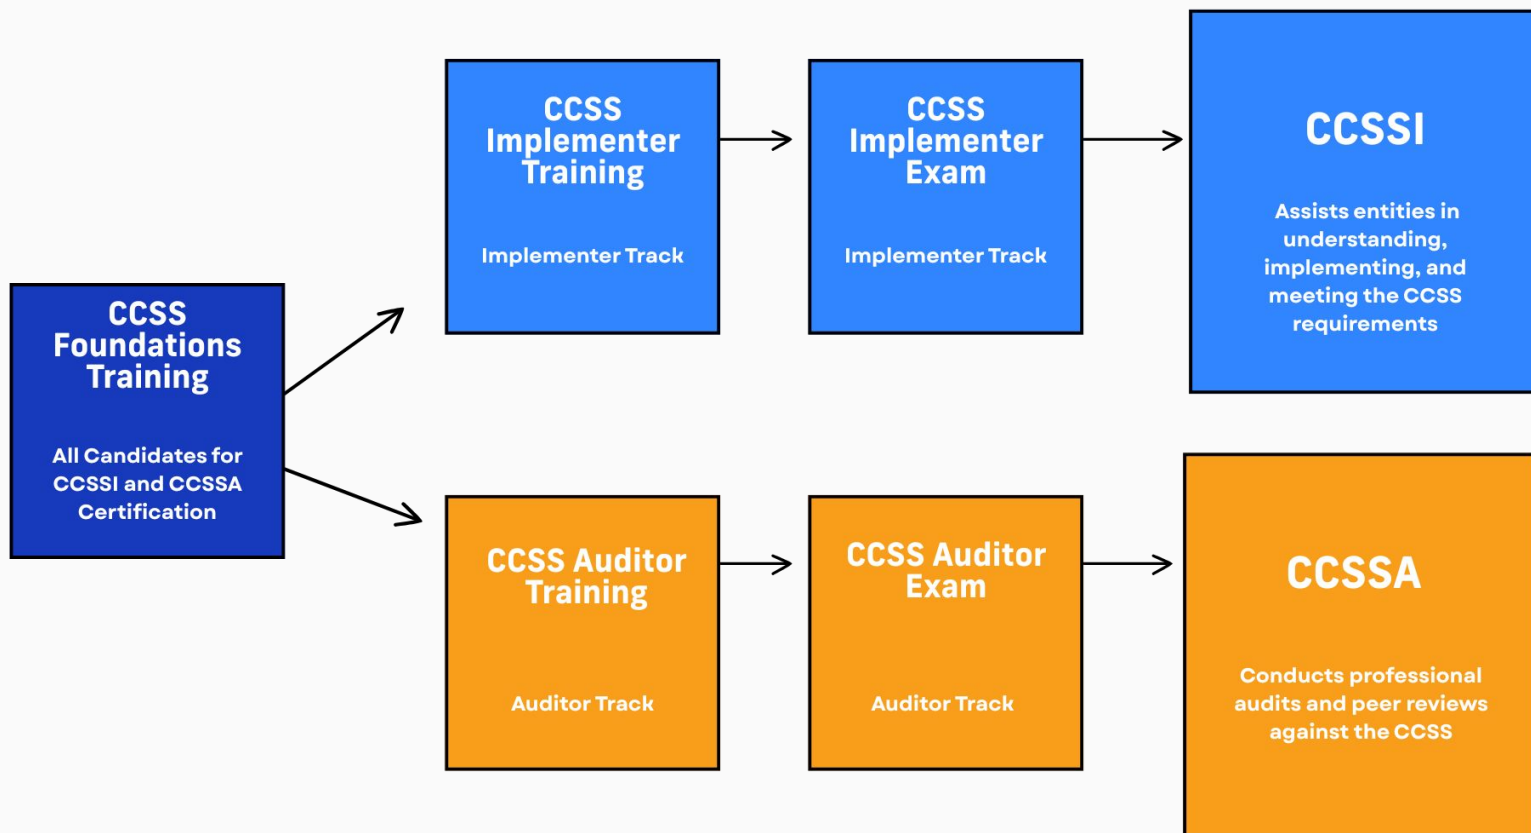 CCSS
Foundations
Training
All Candidates for
CCSSI and CCSSA
Certification
CCSS
Implementer
Training
Implementer Track
CCSS
Implementer
Exam
Implementer Track
CCSSI
Assists entities in
understanding,
implementing, and
meeting the CCSS
requirements
CCSS Auditor
Training
Auditor Track
CCSS Auditor
Exam
Auditor Track
CCSSA
Conducts professional
audits and peer reviews
against the CCSS